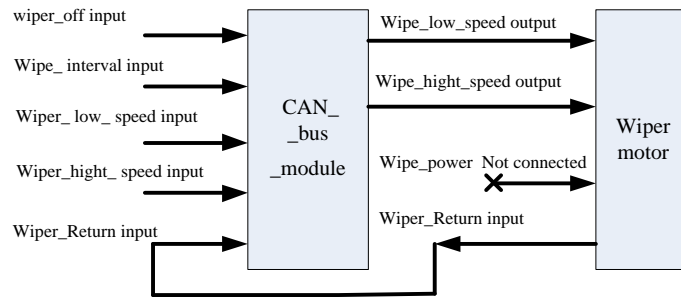 wiper_off input
Wipe_ interval input
Wiper_ low_ speed input
Wiper_hight_ speed input
Wiper_Return input
CAN_
_bus
_module
Wipe_low_speed output
Wipe_hight_speed output
Wipe_power Not connected
Wiper_Return input
Wiper
motor